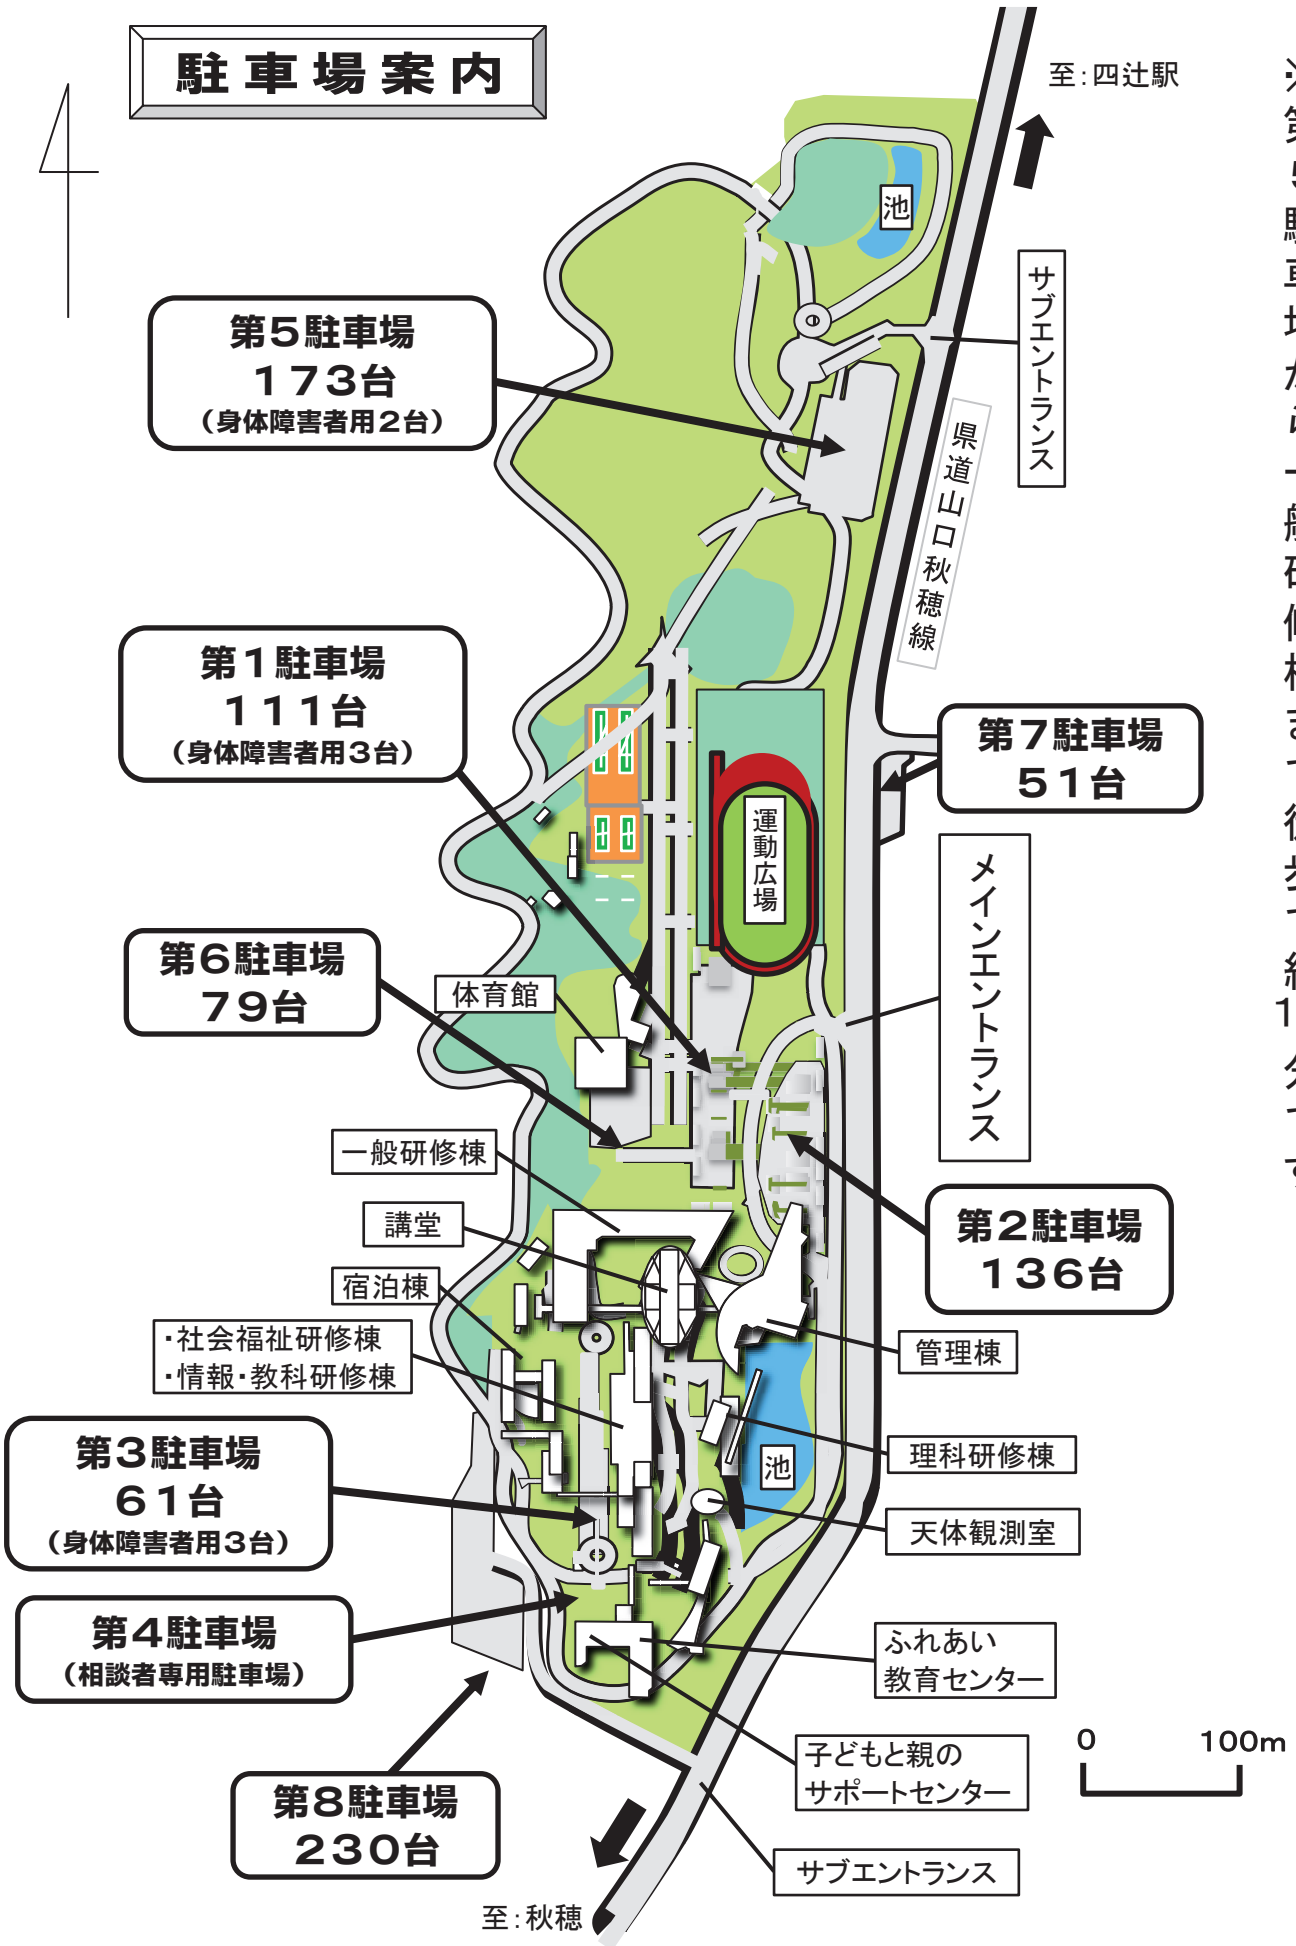 駐車場案内
至：四辻駅
池
サブエントランス
第5駐車場
173台
（身体障害者用2台）
県道山口秋穂線
第1駐車場
111台
（身体障害者用3台）
第7駐車場
51台
運動広場
メインエントランス
第6駐車場
79台
体育館
一般研修棟
講堂
宿泊棟
・社会福祉研修棟
・情報・教科研修棟
第2駐車場
136台
管理棟
第3駐車場
61台
（身体障害者用3台）
理科研修棟
池
天体観測室
第4駐車場
（相談者専用駐車場）
ふれあい
教育センター
子どもと親の
サポートセンター
0 100m
第8駐車場
230台
サブエントランス
至：秋穂